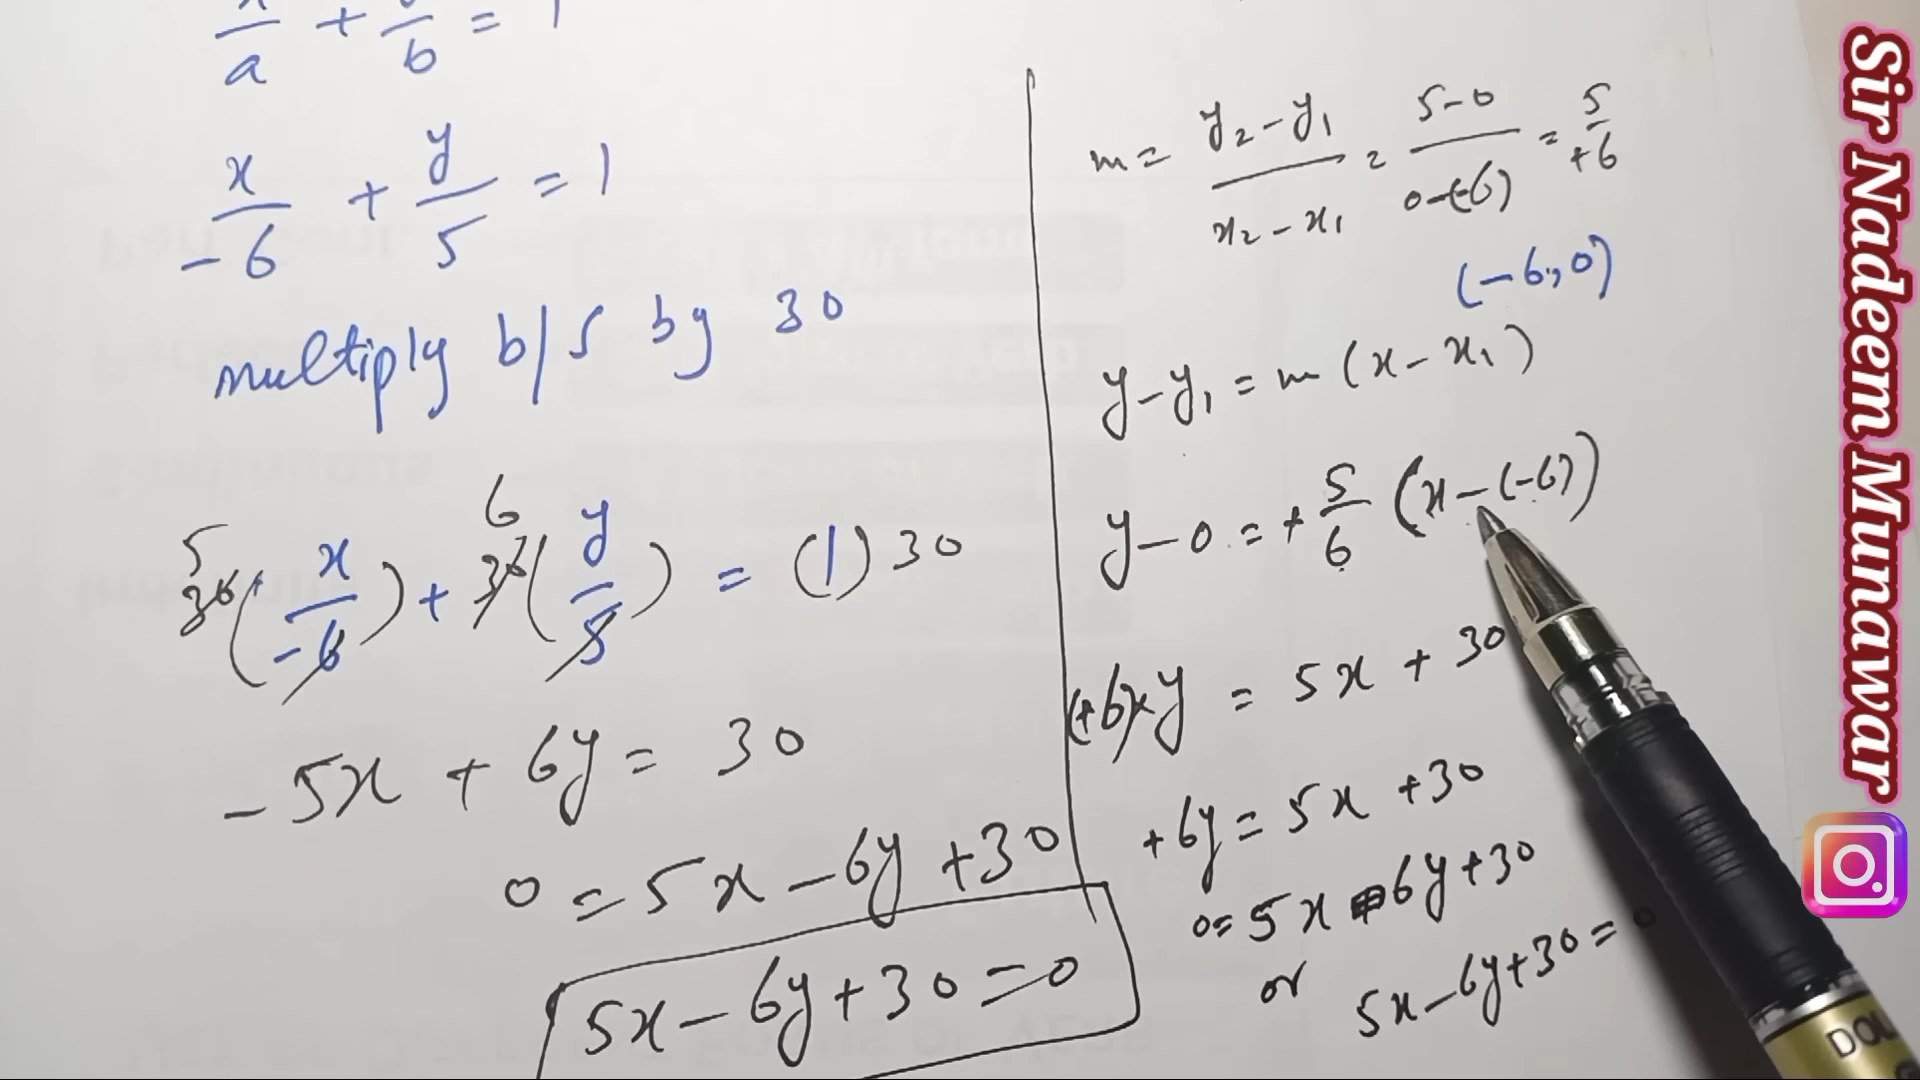 x/a + y/b = 1
x/-6 + y/5 = 1
multiply b/s by 30
5 6
30(x/-6) + 30(y/5) = (1)30
-5x + 6y = 30
0 = 5x - 6y + 30
5x - 6y + 30 = 0
m = y₂-y₁/x₂-x₁ = 5-0/0-(-6) = 5/+6
(-6,0)
y-y₁ = m(x-x₁)
y-0 = +5/6 (x-(-6))
(+6)xy = 5x + 30
+6y = 5x +30
0= 5x - 6y+30
or 5x-6y+30=0
Sir Nadeem Munawar